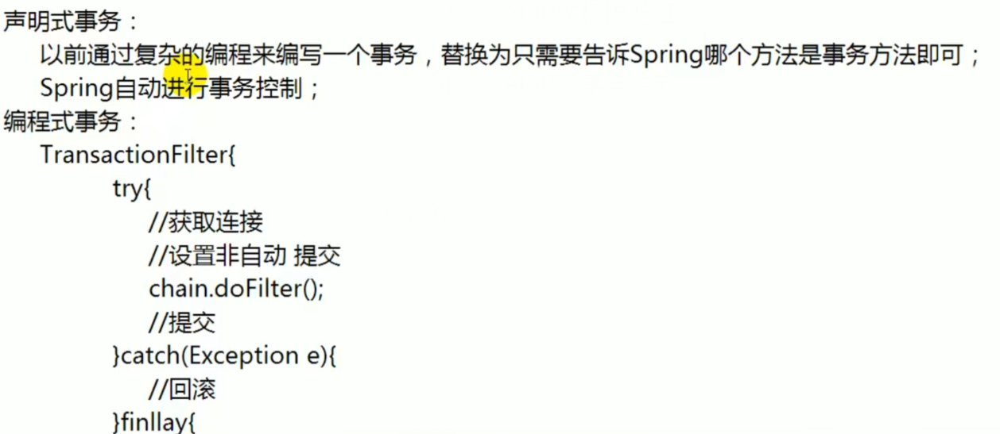 声明式事务：
以前通过复杂的编程来编写一个事务，替换为只需要告诉Spring哪个方法是事务方法即可；
Spring自动进行事务控制；
编程式事务：
TransactionFilter{
try{
//获取连接
//设置非自动 提交
chain.doFilter();
//提交
}catch(Exception e){
//回滚
}finllay{